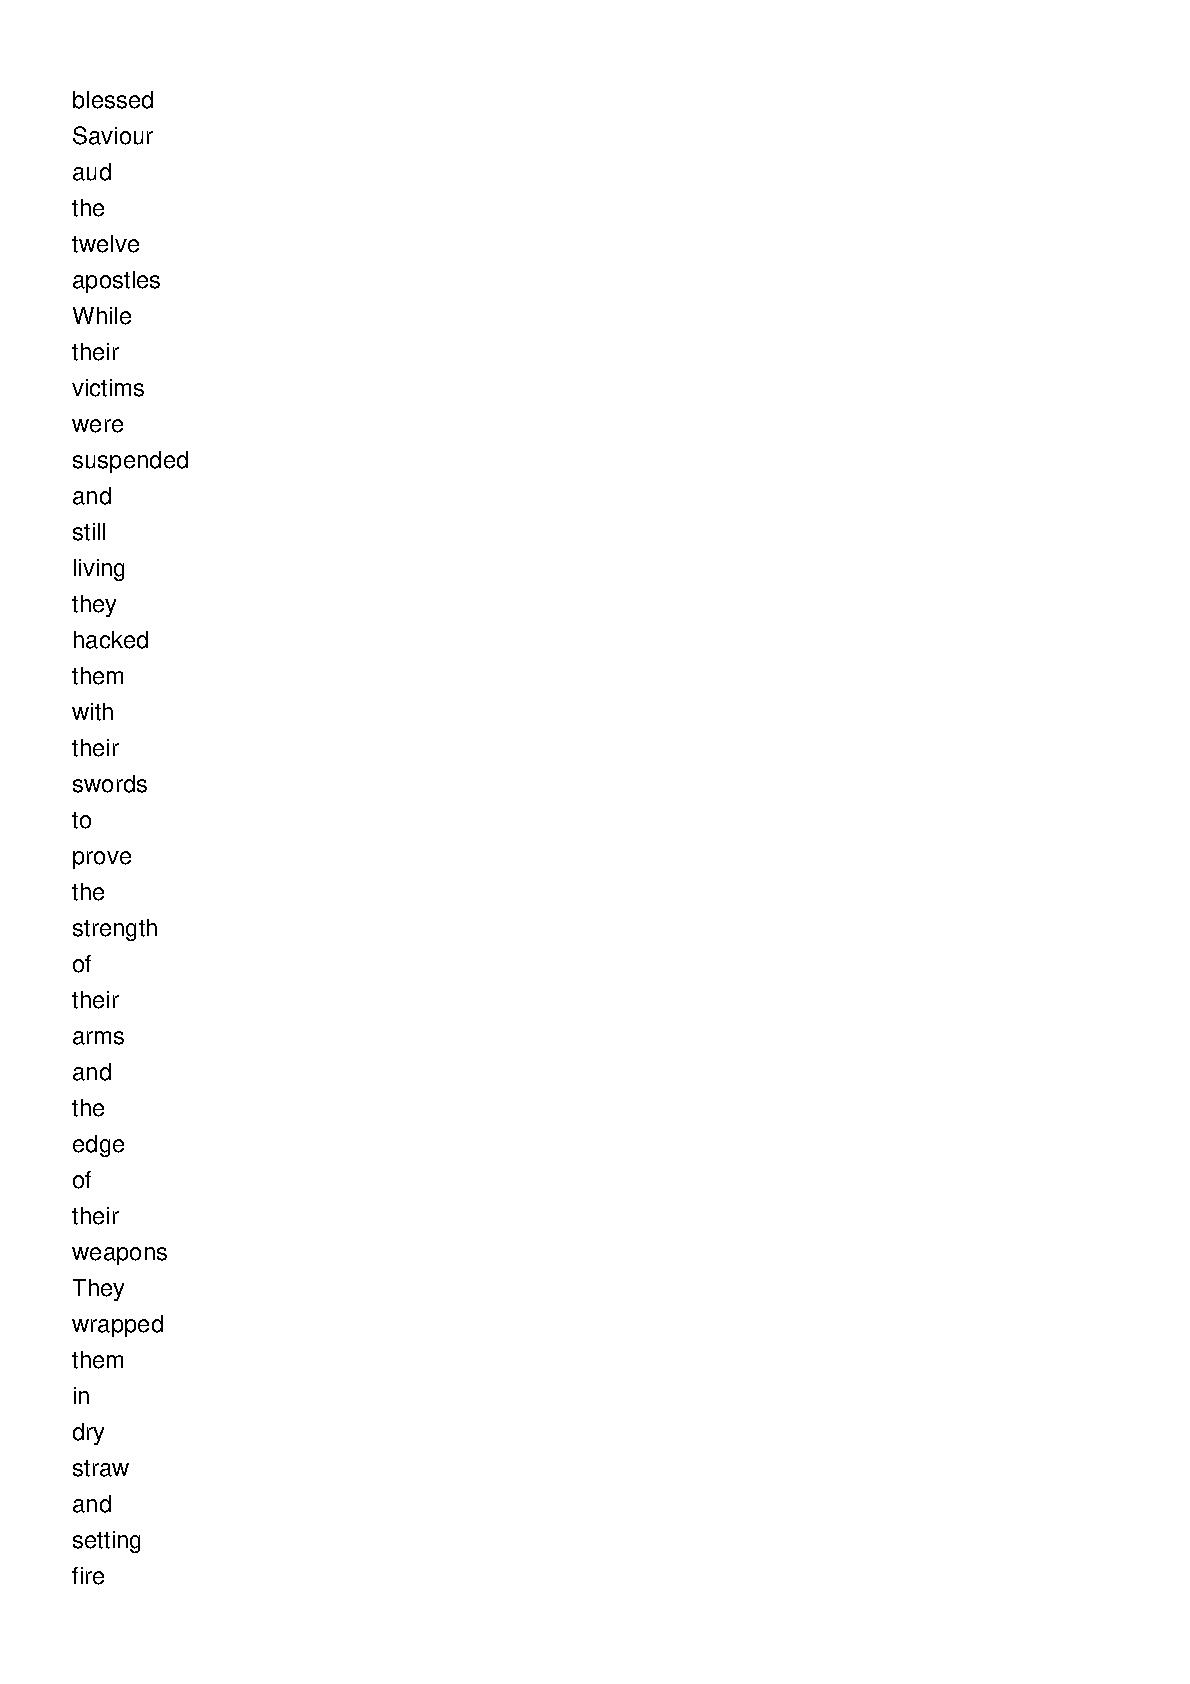 blessed
Saviour
aud
the
twelve
apostles
While
their
victims
were
suspended
and
still
living
they
hacked
them
with
their
swords
to
prove
the
strength
of
their
arms
and
the
edge
of
their
weapons
They
wrapped
them
in
dry
straw
and
setting
fire